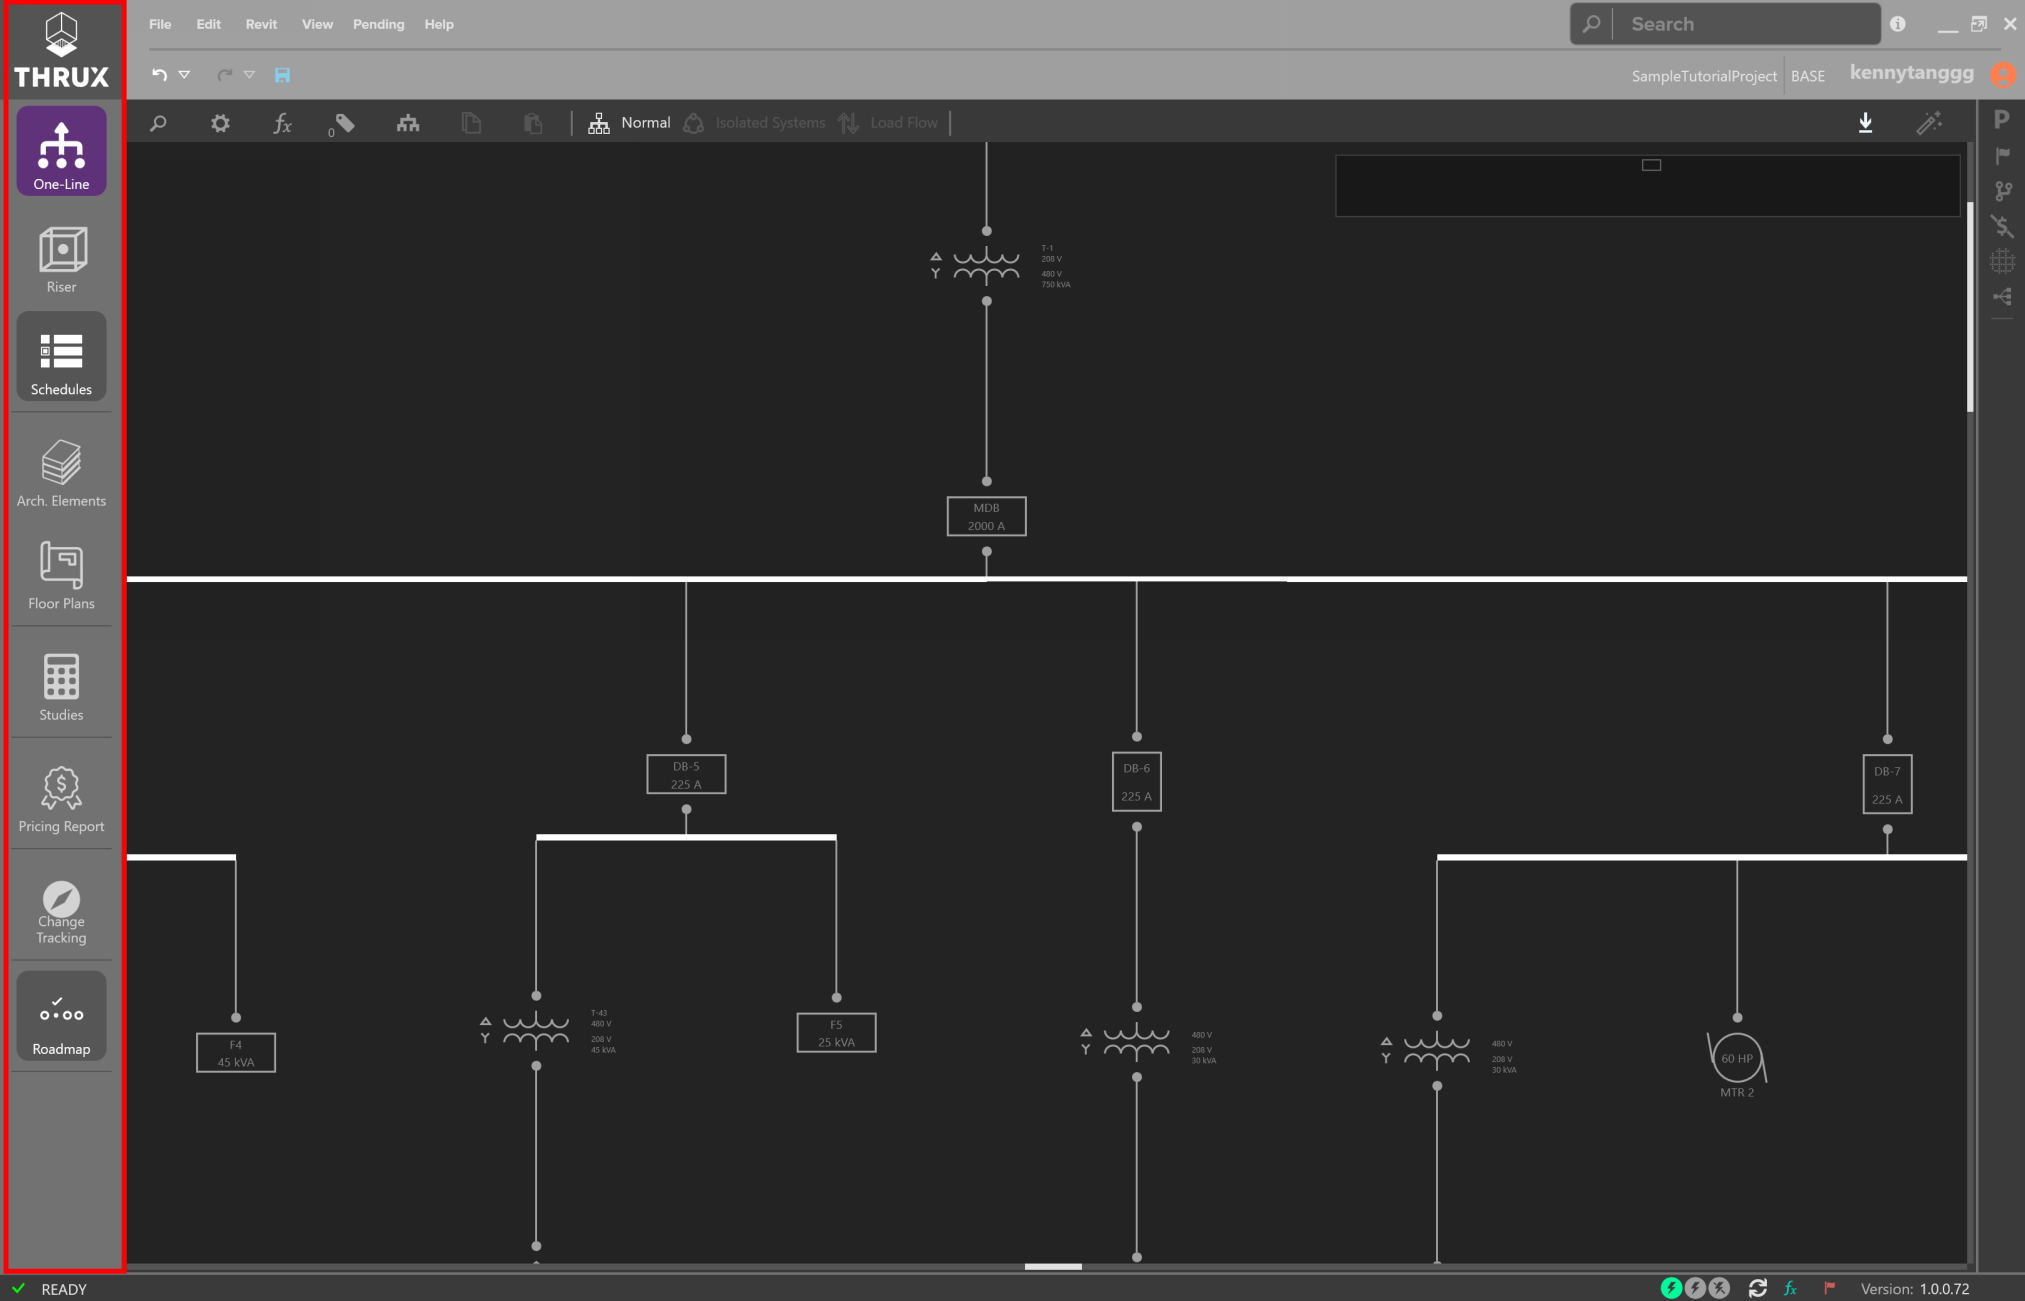 THRUX
File Edit Revit View Pending Help
Search
SampleTutorialProject BASE kennytanggg
0
Normal Isolated Systems Load Flow
One-Line
Riser
Schedules
Arch. Elements
Floor Plans
Studies
Pricing Report
Change
Tracking
Roadmap
P
T-1
208 V
480 V
750 kVA
MDB
2000 A
DB-5
225 A
DB-6
225 A
DB-7
225 A
F4
45 kVA
T-43
480 V
208 V
45 kVA
F5
25 kVA
480 V
208 V
30 kVA
480 V
208 V
30 kVA
60 HP
MTR 2
READY
fx
Version: 1.0.0.72